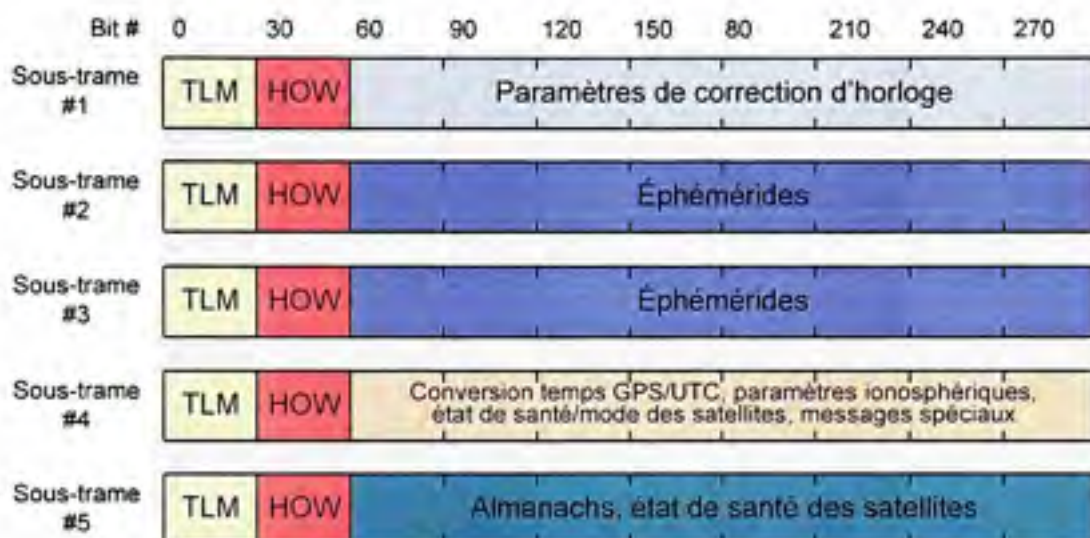 Bit # 0 30 60 90 120 150 80 210 240 270
Sous-trame #1 TLM HOW Paramètres de correction d'horloge
Sous-trame #2 TLM HOW Éphémérides
Sous-trame #3 TLM HOW Éphémérides
Sous-trame #4 TLM HOW Conversion temps GPS/UTC, paramètres ionosphériques,
état de santé/mode des satellites, messages spéciaux
Sous-trame #5 TLM HOW Almanachs, état de santé des satellites